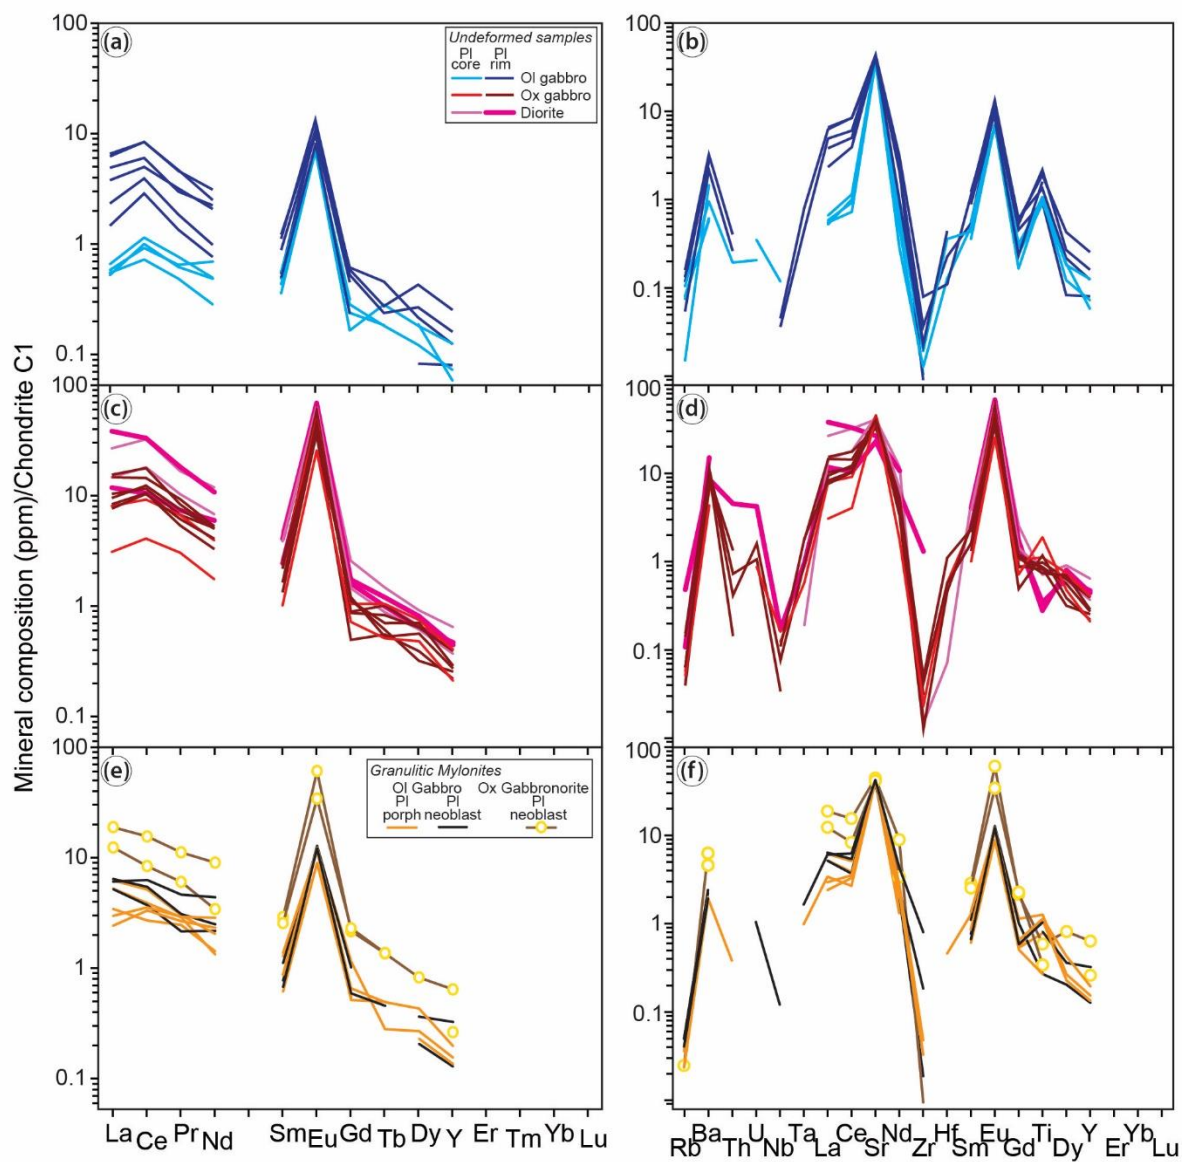 Mineral composition (ppm)/Chondrite C1
(a)
100
10
1
0.1
Undeformed samples
Pl Pl
core rim
Ol gabbro
Ox gabbro
Diorite
(b)
100
10
1
0.1
(c)
100
10
1
0.1
(d)
100
10
1
0.1
(e)
100
10
1
0.1
Granulitic Mylonites
Ol Gabbro Ox Gabbronorite
Pl Pl Pl
porph neoblast neoblast
(f)
100
10
1
0.1
La Ce Pr Nd Sm Eu Gd Tb Dy Y Er Tm Yb Lu
Rb Ba Th U Nb Ta La Ce Sr Nd Zr Hf Sm Eu Gd Ti Dy Y Er Yb Lu